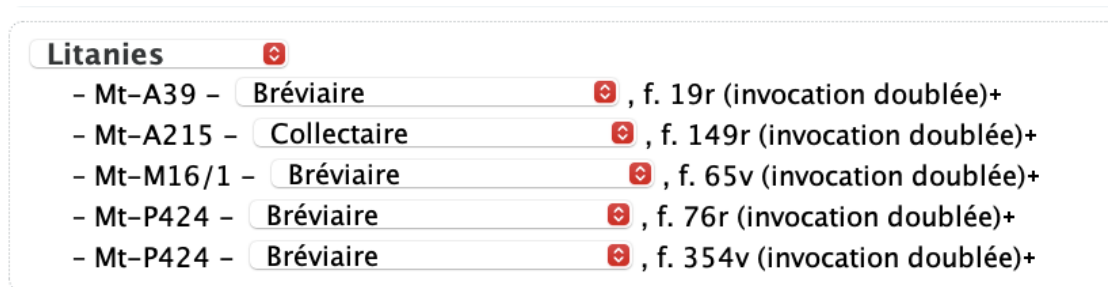 Litanies
– Mt–A39 – Bréviaire , f. 19r (invocation doublée)+
– Mt–A215 – Collectaire , f. 149r (invocation doublée)+
– Mt–M16/1 – Bréviaire , f. 65v (invocation doublée)+
– Mt–P424 – Bréviaire , f. 76r (invocation doublée)+
– Mt–P424 – Bréviaire , f. 354v (invocation doublée)+